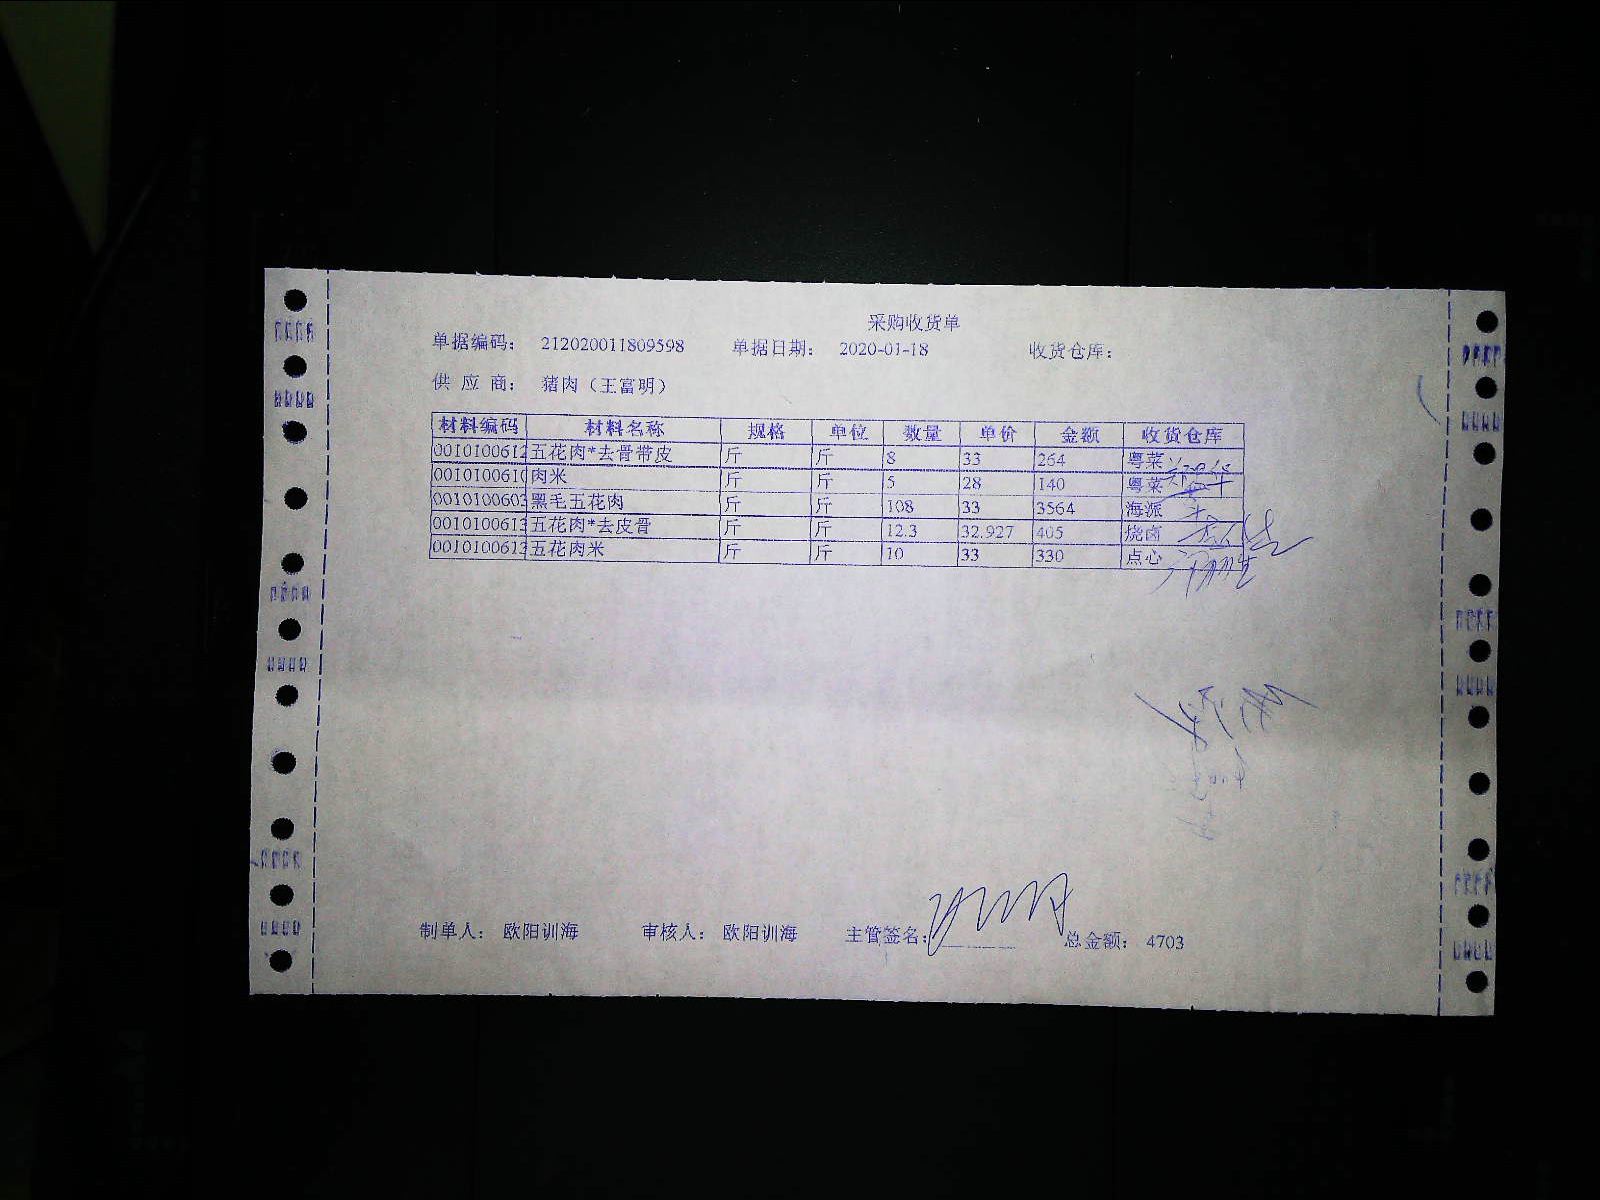 采购收货单
单据编码： 212020011809598 单据日期： 2020-01-18 收货仓库：
供 应 商： 猪肉（王富明）
材料编码 材料名称 规格 单位 数量 单价 金额 收货仓库
0010100612 五花肉*去骨带皮 斤 斤 8 33 264 粤菜
001010061 肉米 斤 斤 5 28 140 粤菜
0010100603 黑毛五花肉 斤 斤 108 33 3564 海派
0010100613 五花肉*去皮骨 斤 斤 12.3 32.927 405 烧卤
0010100613 五花肉米 斤 斤 10 33 330 点心
制单人： 欧阳训海 审核人： 欧阳训海 主管签名： 总金额： 4703